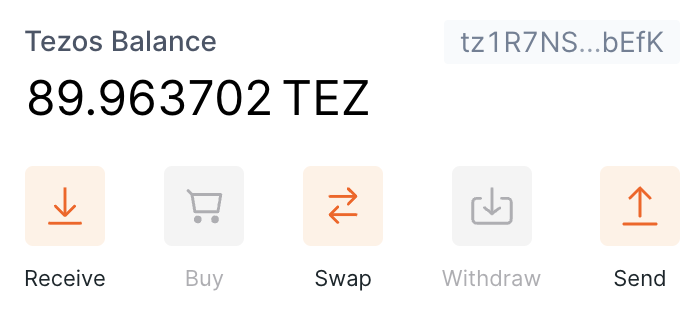 Tezos Balance
tz1R7NS...bEfK
89.963702 TEZ
Receive
Buy
Swap
Withdraw
Send